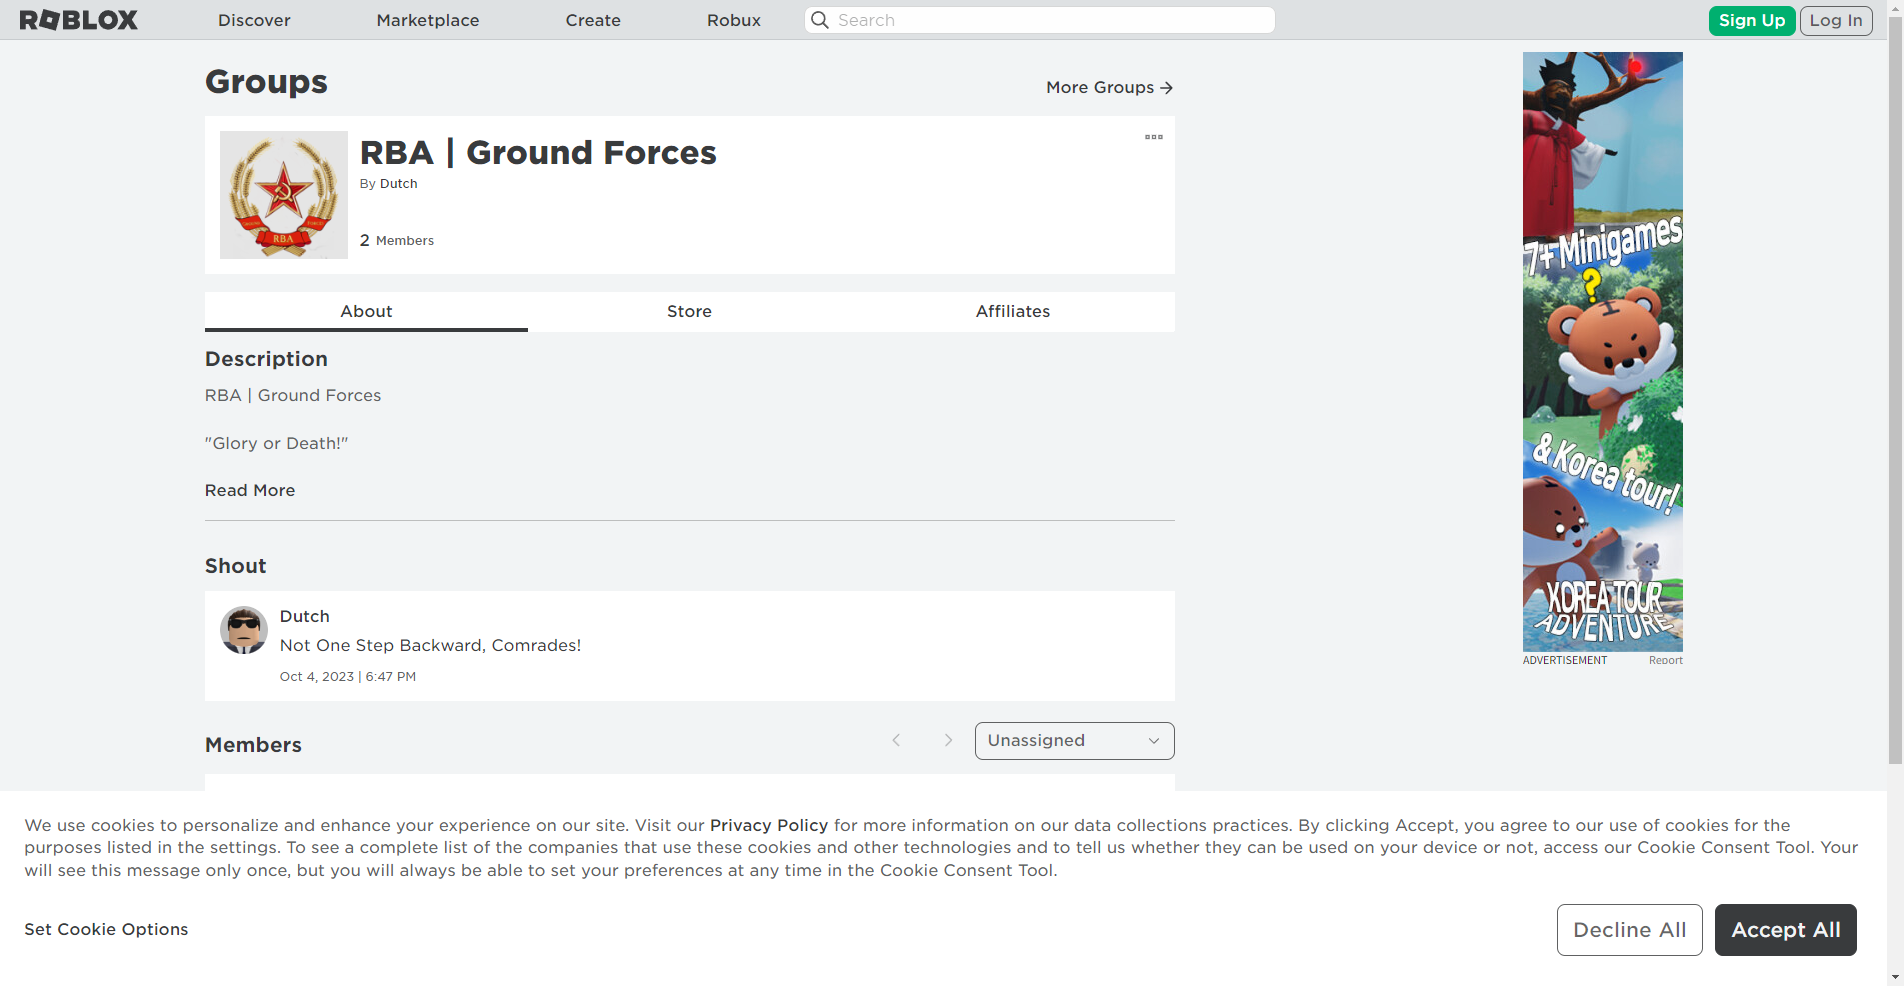 ROBLOX
Discover
Marketplace
Create
Robux
Search
Sign Up
Log In
Groups
More Groups
RBA | Ground Forces
By Dutch
2 Members
RBA
About
Store
Affiliates
Description
RBA | Ground Forces
"Glory or Death!"
Read More
Shout
Dutch
Not One Step Backward, Comrades!
Oct 4, 2023 | 6:47 PM
Members
Unassigned
7+ Minigames
?
& Korea tour!
KOREA TOUR
ADVENTURE
ADVERTISEMENT
Report
We use cookies to personalize and enhance your experience on our site. Visit our Privacy Policy for more information on our data collections practices. By clicking Accept, you agree to our use of cookies for the
purposes listed in the settings. To see a complete list of the companies that use these cookies and other technologies and to tell us whether they can be used on your device or not, access our Cookie Consent Tool. Your
will see this message only once, but you will always be able to set your preferences at any time in the Cookie Consent Tool.
Set Cookie Options
Decline All
Accept All